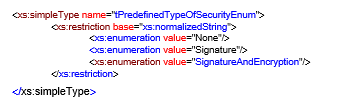 <xs:simpleType name="tPredefinedTypeOfSecurityEnum">
<xs:restriction base="xs:normalizedString">
<xs:enumeration value="None"/>
<xs:enumeration value="Signature"/>
<xs:enumeration value="SignatureAndEncryption"/>
</xs:restriction>
</xs:simpleType>